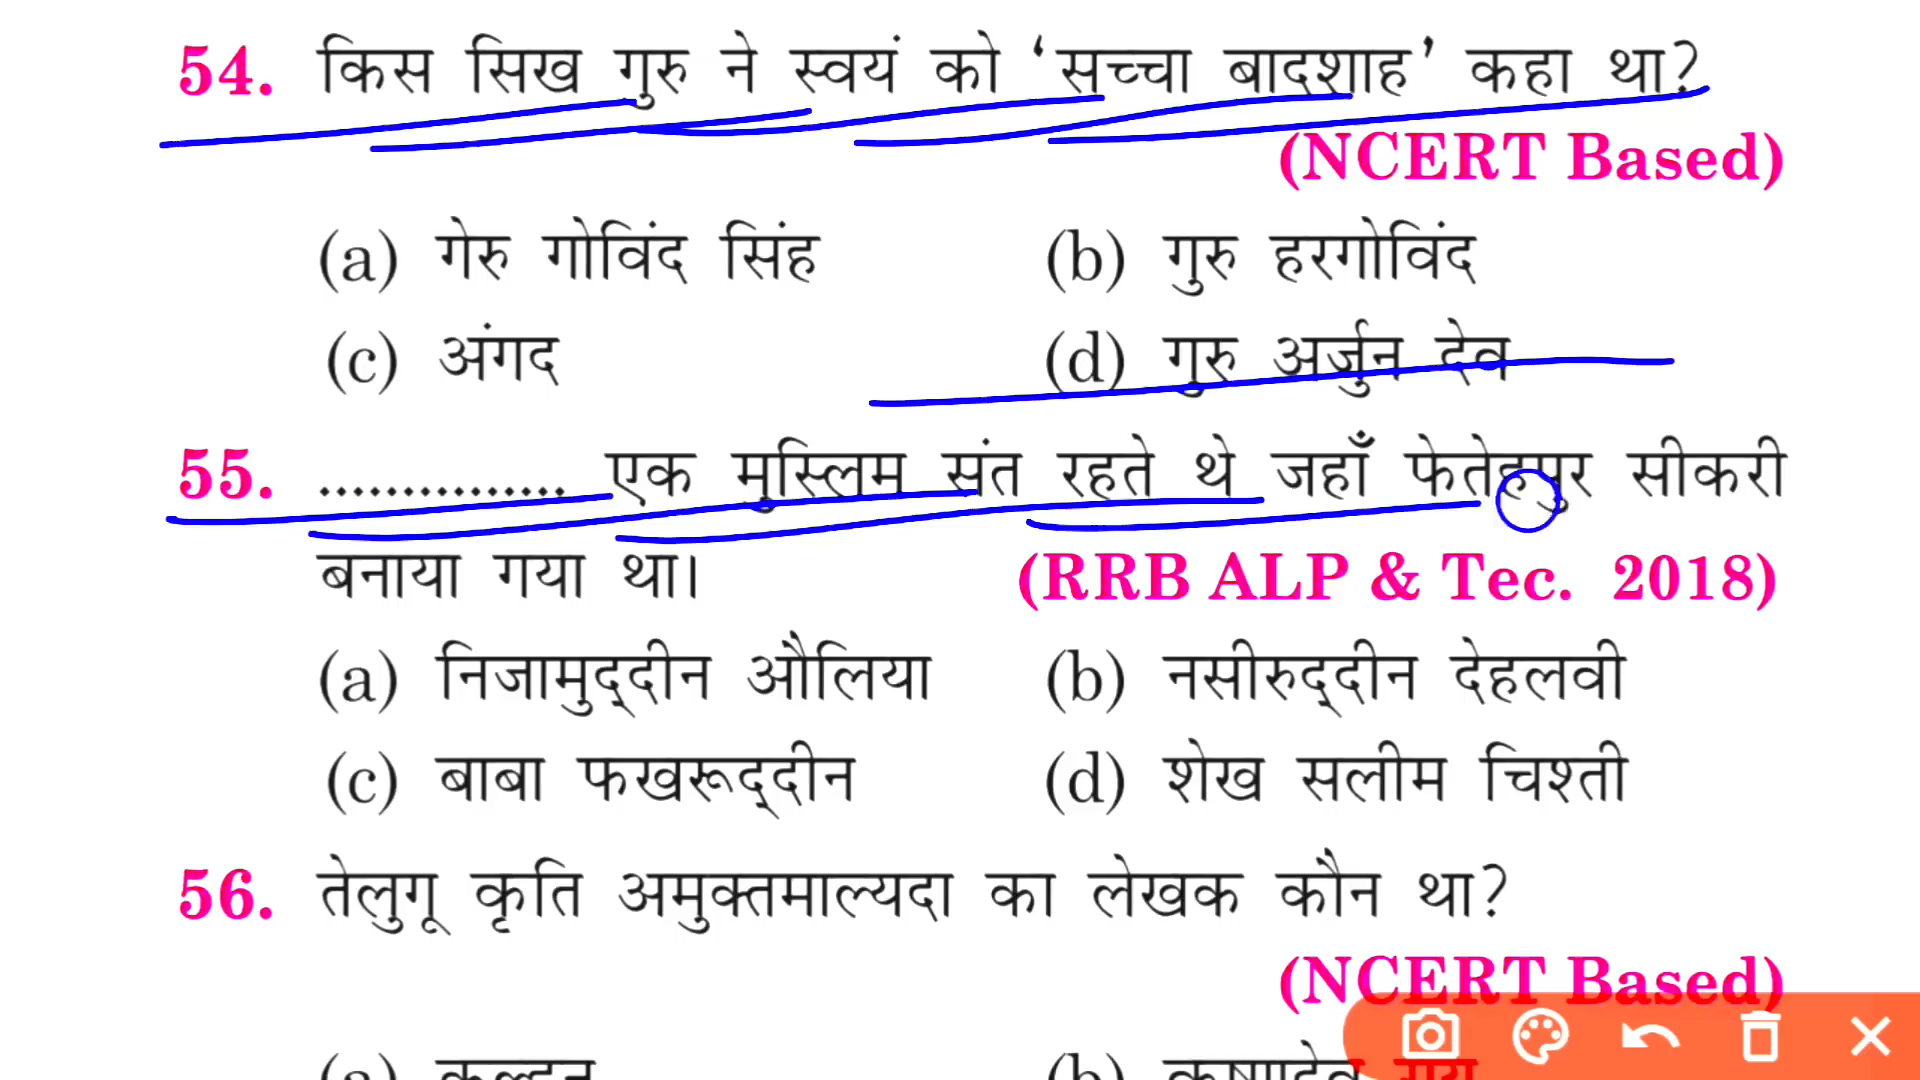 54. किस सिख गुरु ने स्वयं को ‘सच्चा बादशाह’ कहा था?
(NCERT Based)
(a) गेरु गोविंद सिंह (b) गुरु हरगोविंद
(c) अंगद (d) गुरु अर्जुन देव
55. ............... एक मुस्लिम संत रहते थे जहाँ फेतेहपुर सीकरी
बनाया गया था। (RRB ALP & Tec. 2018)
(a) निजामुद्दीन औलिया (b) नसीरुद्दीन देहलवी
(c) बाबा फखरूद्दीन (d) शेख सलीम चिश्ती
56. तेलुगू कृति अमुक्तमाल्यदा का लेखक कौन था?
(NCERT Based)
(a) (b) कृष्णदेव राय